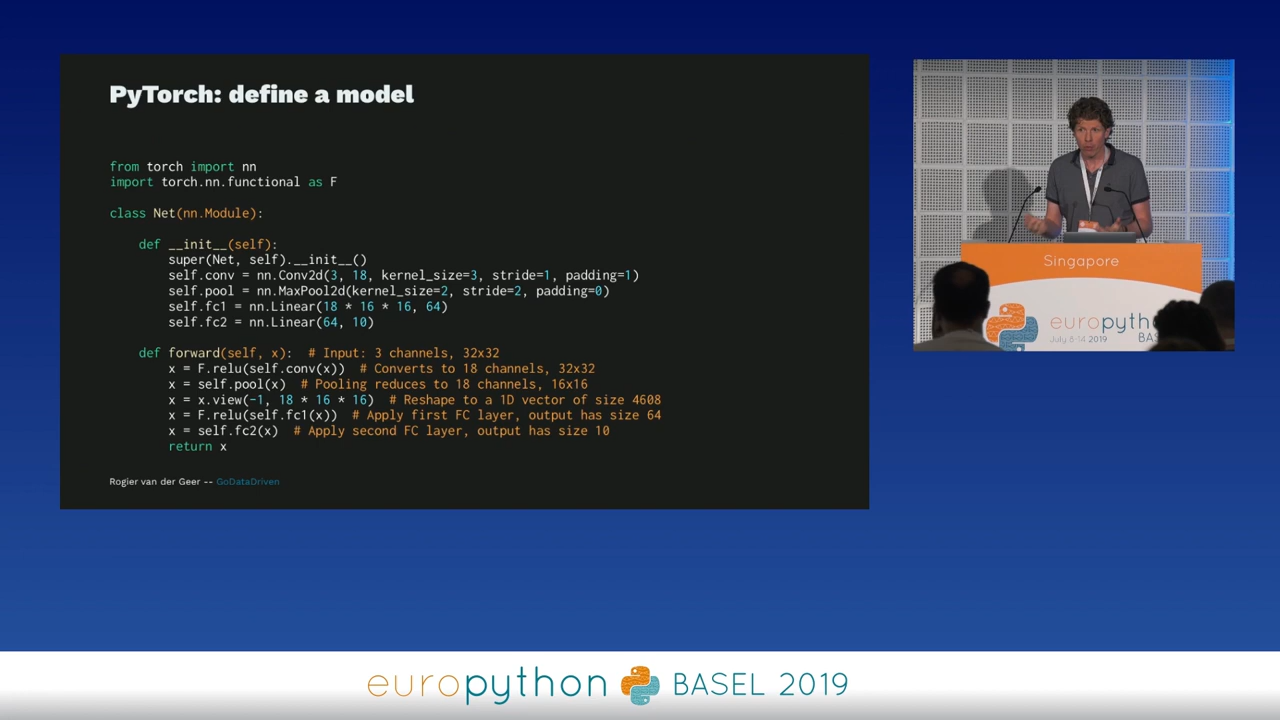 PyTorch: define a model
from torch import nn
import torch.nn.functional as F
class Net(nn.Module):
def __init__(self):
super(Net, self).__init__()
self.conv = nn.Conv2d(3, 18, kernel_size=3, stride=1, padding=1)
self.pool = nn.MaxPool2d(kernel_size=2, stride=2, padding=0)
self.fc1 = nn.Linear(18 * 16 * 16, 64)
self.fc2 = nn.Linear(64, 10)
def forward(self, x): # Input: 3 channels, 32x32
x = F.relu(self.conv(x)) # Converts to 18 channels, 32x32
x = self.pool(x) # Pooling reduces to 18 channels, 16x16
x = x.view(-1, 18 * 16 * 16) # Reshape to a 1D vector of size 4608
x = F.relu(self.fc1(x)) # Apply first FC layer, output has size 64
x = self.fc2(x) # Apply second FC layer, output has size 10
return x
Rogier van der Geer -- GoDataDriven
Singapore
europyth
July 8-14 2019 BAS
europython BASEL 2019